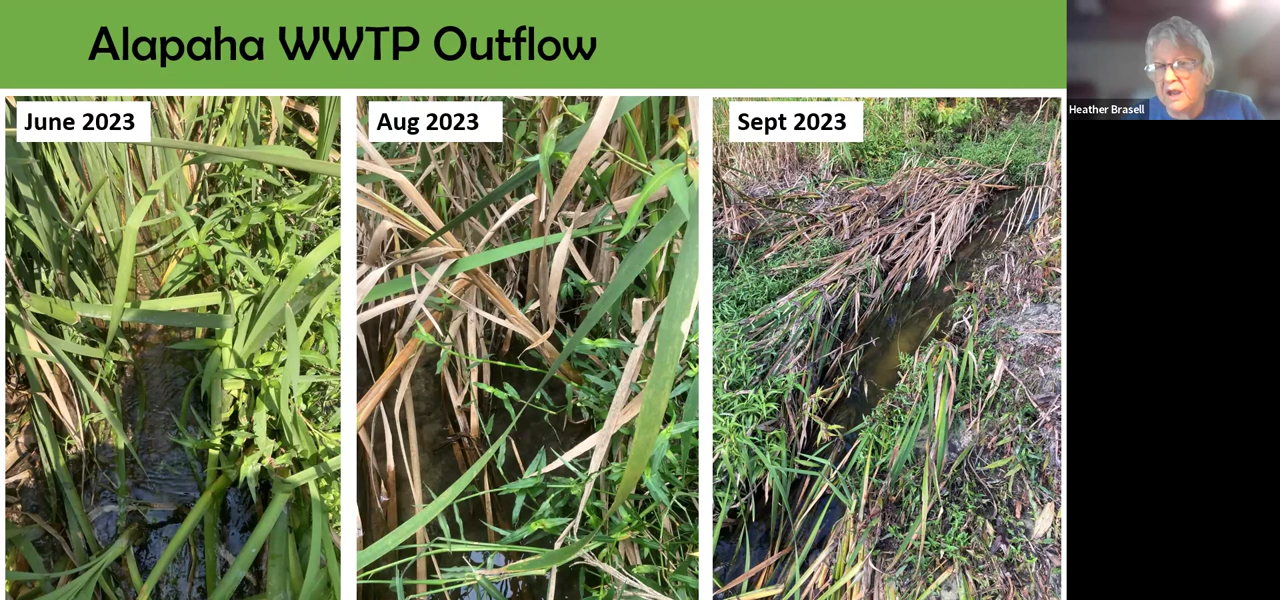 Alapaha WWTP Outflow
June 2023
Aug 2023
Sept 2023
Heather Brasell